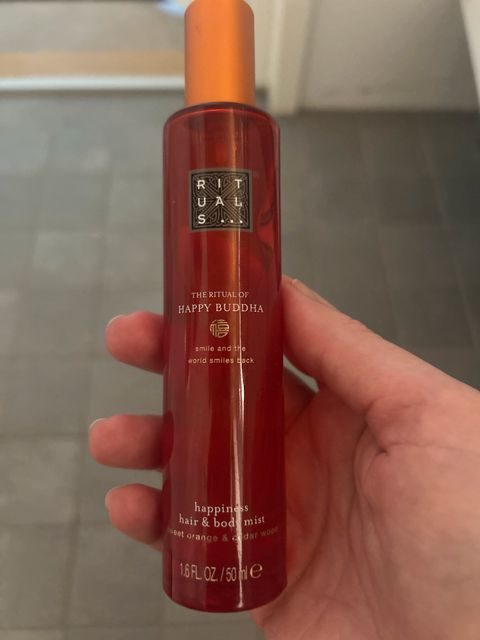 RIT
UAL
S...
THE RITUAL OF
HAPPY BUDDHA
smile and the
world smiles back
happiness
hair & body mist
sweet orange & cedar wood
1.6 FL. OZ. / 50 ml e